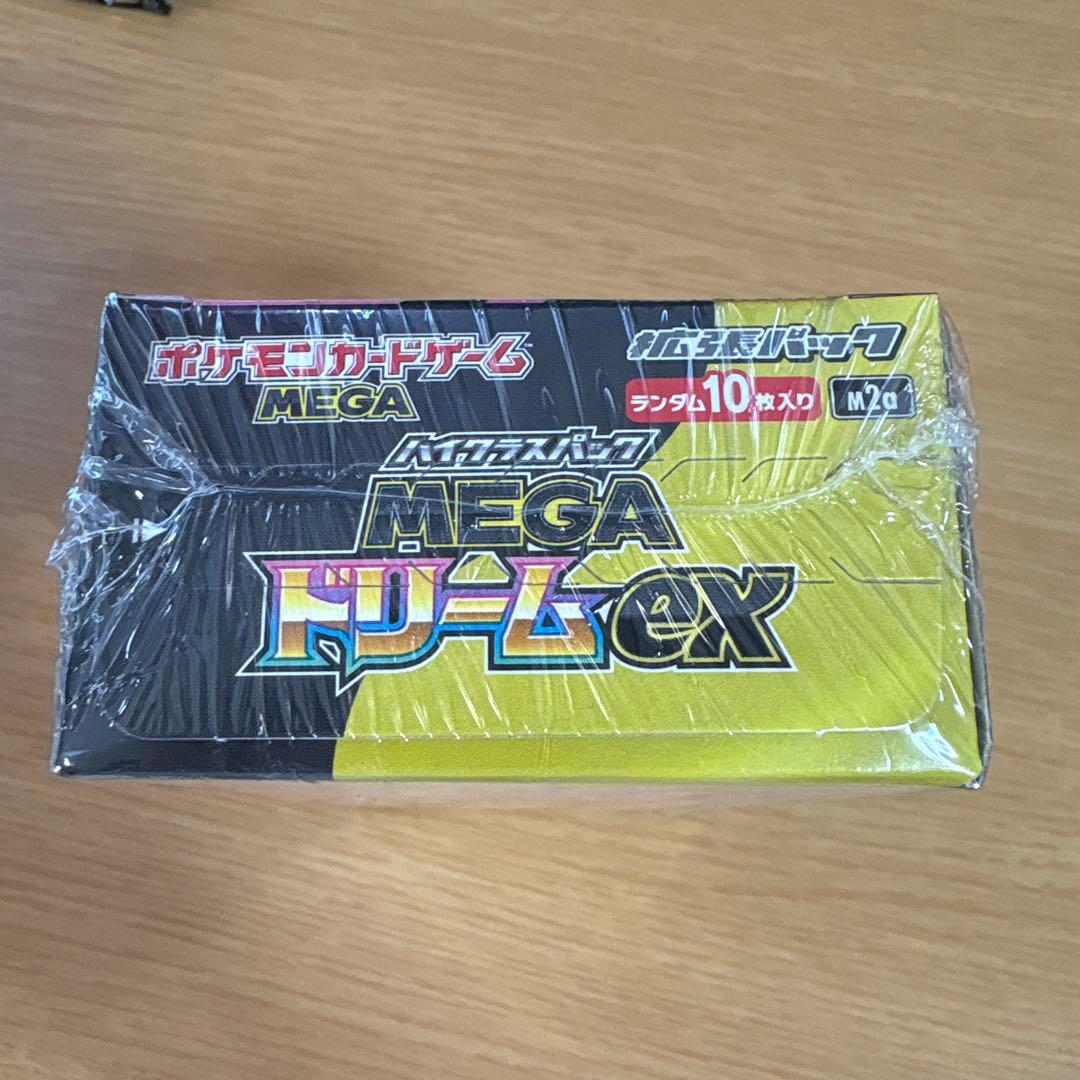 ポケモンカードゲーム
MEGA
拡張パック
ランダム10枚入り
M2a
ハイクラスパック
MEGA
ドリームex